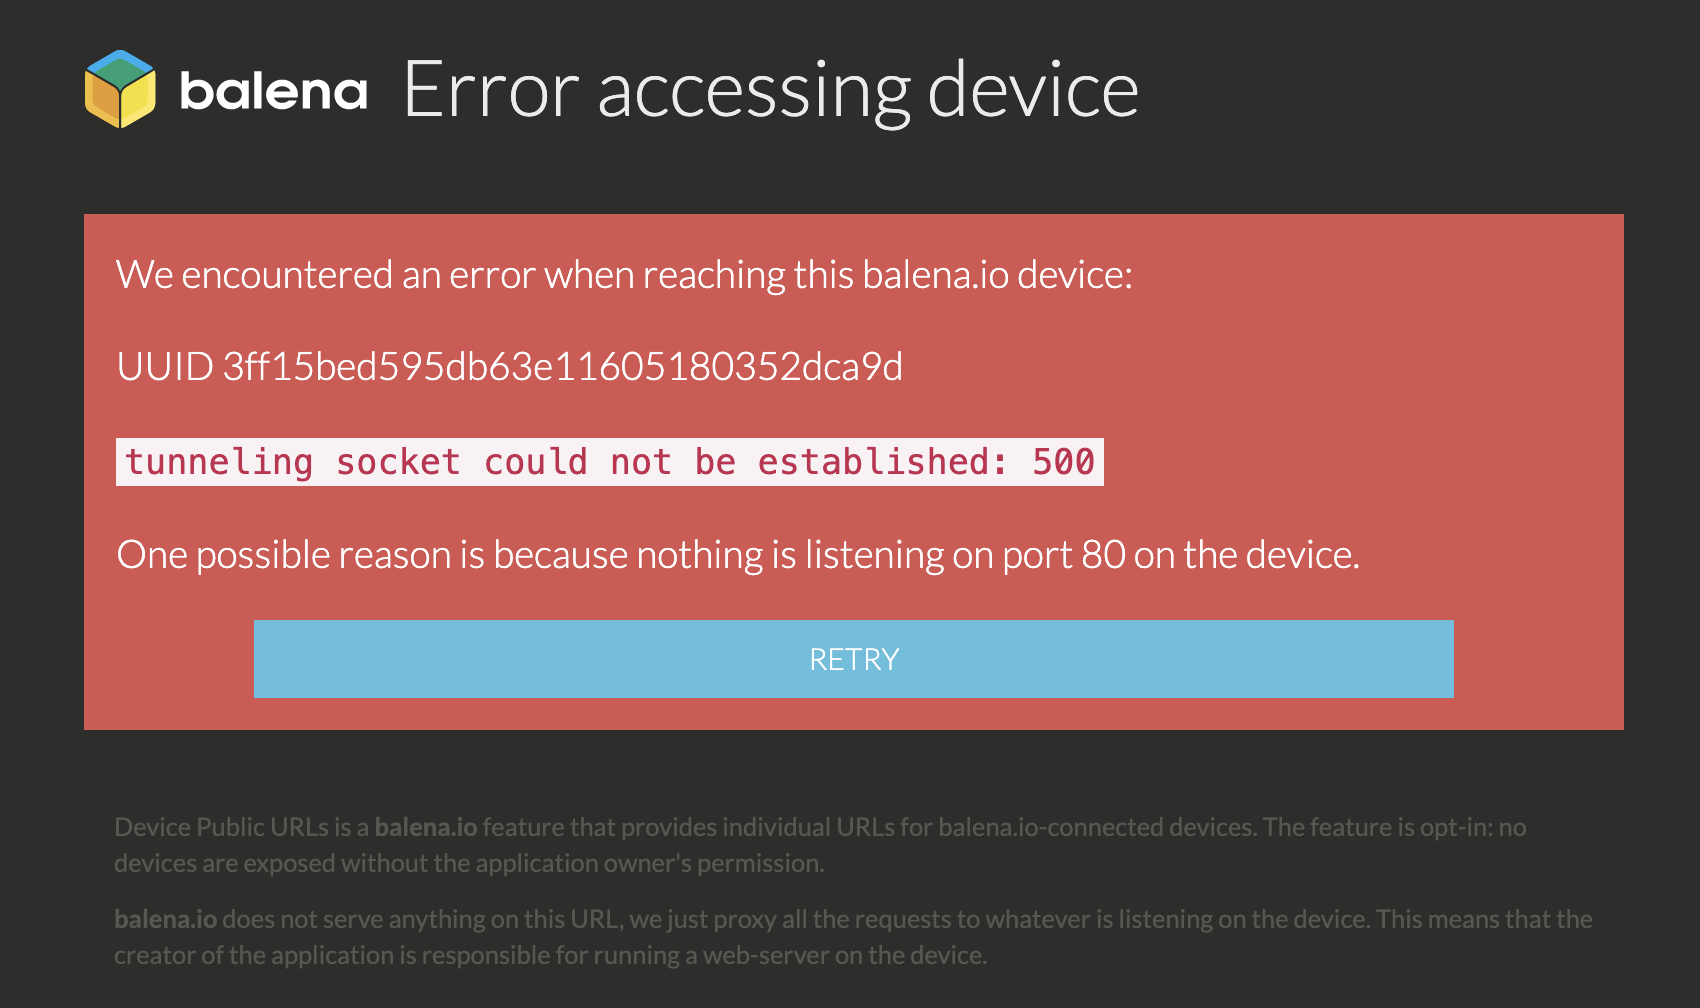 balena Error accessing device
We encountered an error when reaching this balena.io device:
UUID 3ff15bed595db63e11605180352dca9d
tunneling socket could not be established: 500
One possible reason is because nothing is listening on port 80 on the device.
RETRY
Device Public URLs is a balena.io feature that provides individual URLs for balena.io-connected devices. The feature is opt-in: no
devices are exposed without the application owner's permission.
balena.io does not serve anything on this URL, we just proxy all the requests to whatever is listening on the device. This means that the
creator of the application is responsible for running a web-server on the device.